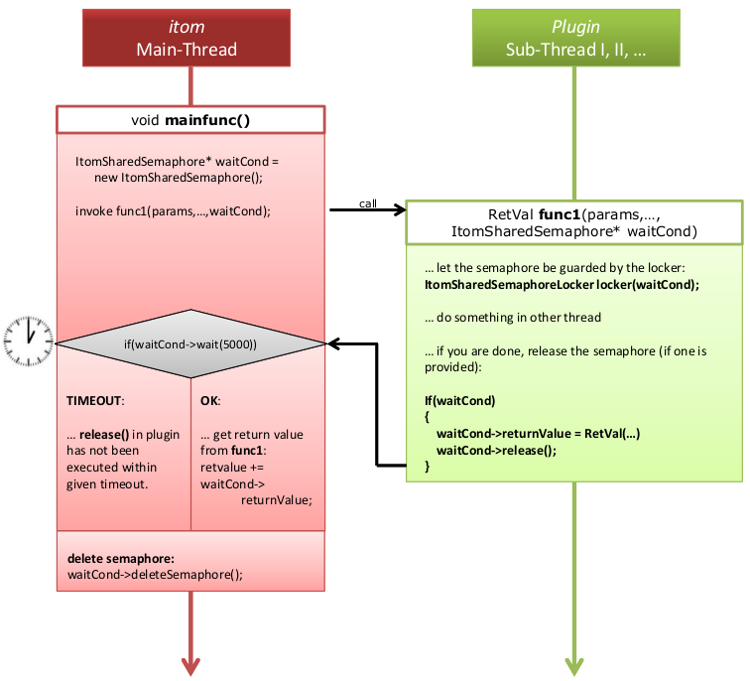 itom
Main-Thread
Plugin
Sub-Thread I, II, …
void mainfunc()
ItomSharedSemaphore* waitCond =
new ItomSharedSemaphore();
invoke func1(params,…,waitCond);
call
RetVal func1(params,…,
ItomSharedSemaphore* waitCond)
… let the semaphore be guarded by the locker:
ItomSharedSemaphoreLocker locker(waitCond);
… do something in other thread
… if you are done, release the semaphore (if one is
provided):
If(waitCond)
{
waitCond->returnValue = RetVal(…)
waitCond->release();
}
if(waitCond->wait(5000))
TIMEOUT:
… release() in plugin
has not been
executed within
given timeout.
OK:
… get return value
from func1:
retvalue +=
waitCond->
returnValue;
delete semaphore:
waitCond->deleteSemaphore();